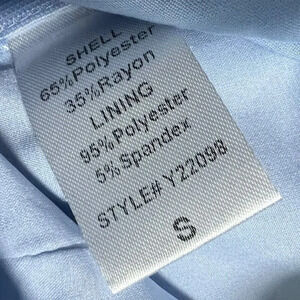 SHELL
65%Polyester
35%Rayon
LINING
95%Polyester
5%Spandex
STYLE# Y22098
S